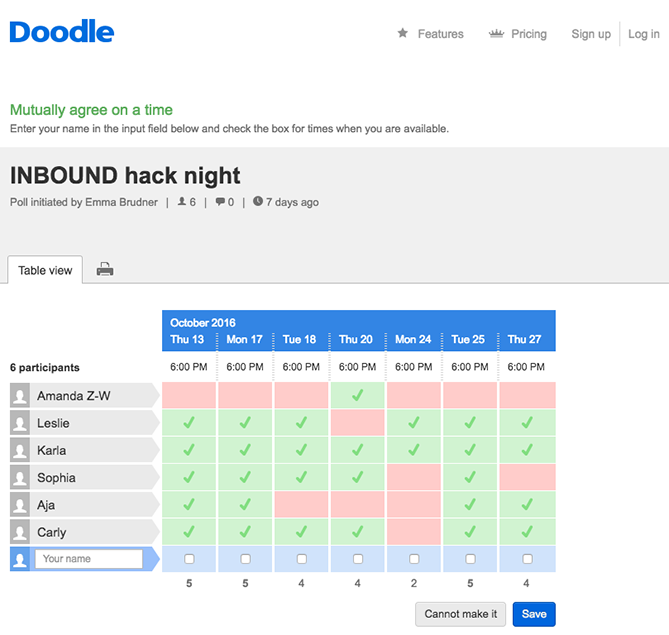 Doodle
Features Pricing Sign up Log in
Mutually agree on a time
Enter your name in the input field below and check the box for times when you are available.
INBOUND hack night
Poll initiated by Emma Brudner | 6 | 0 | 7 days ago
Table view
October 2016
Thu 13 Mon 17 Tue 18 Thu 20 Mon 24 Tue 25 Thu 27
6 participants 6:00 PM 6:00 PM 6:00 PM 6:00 PM 6:00 PM 6:00 PM 6:00 PM
Amanda Z-W
Leslie
Karla
Sophia
Aja
Carly
Your name
5 5 4 4 2 5 4
Cannot make it Save